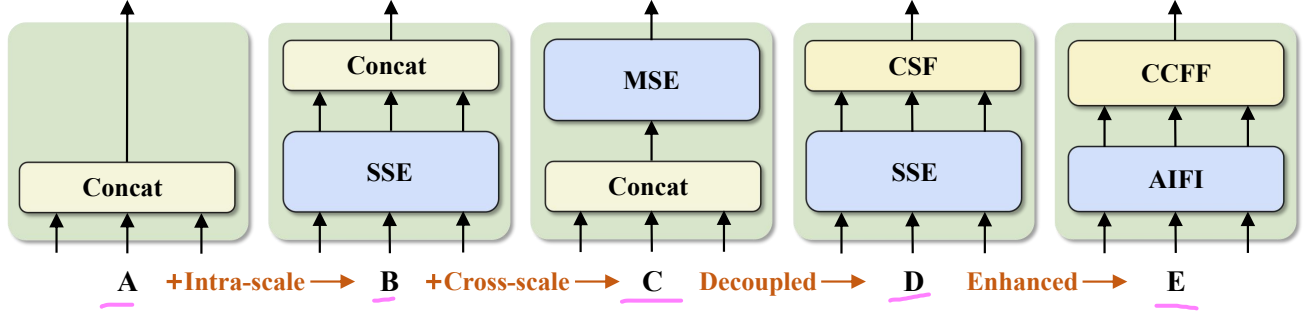 Concat
Concat
SSE
MSE
Concat
CSF
SSE
CCFF
AIFI
A +Intra-scale B +Cross-scale C Decoupled D Enhanced E